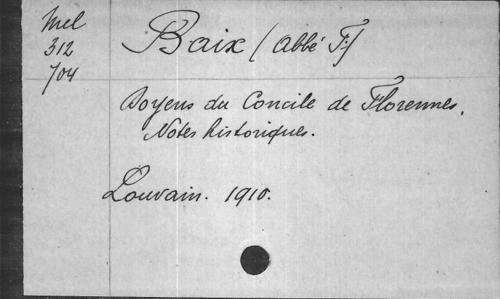 Mel
312
704
Baix (Abbé F.)
Doyens du Concile de Florennes.
Notes historiques.
Louvain. 1910.